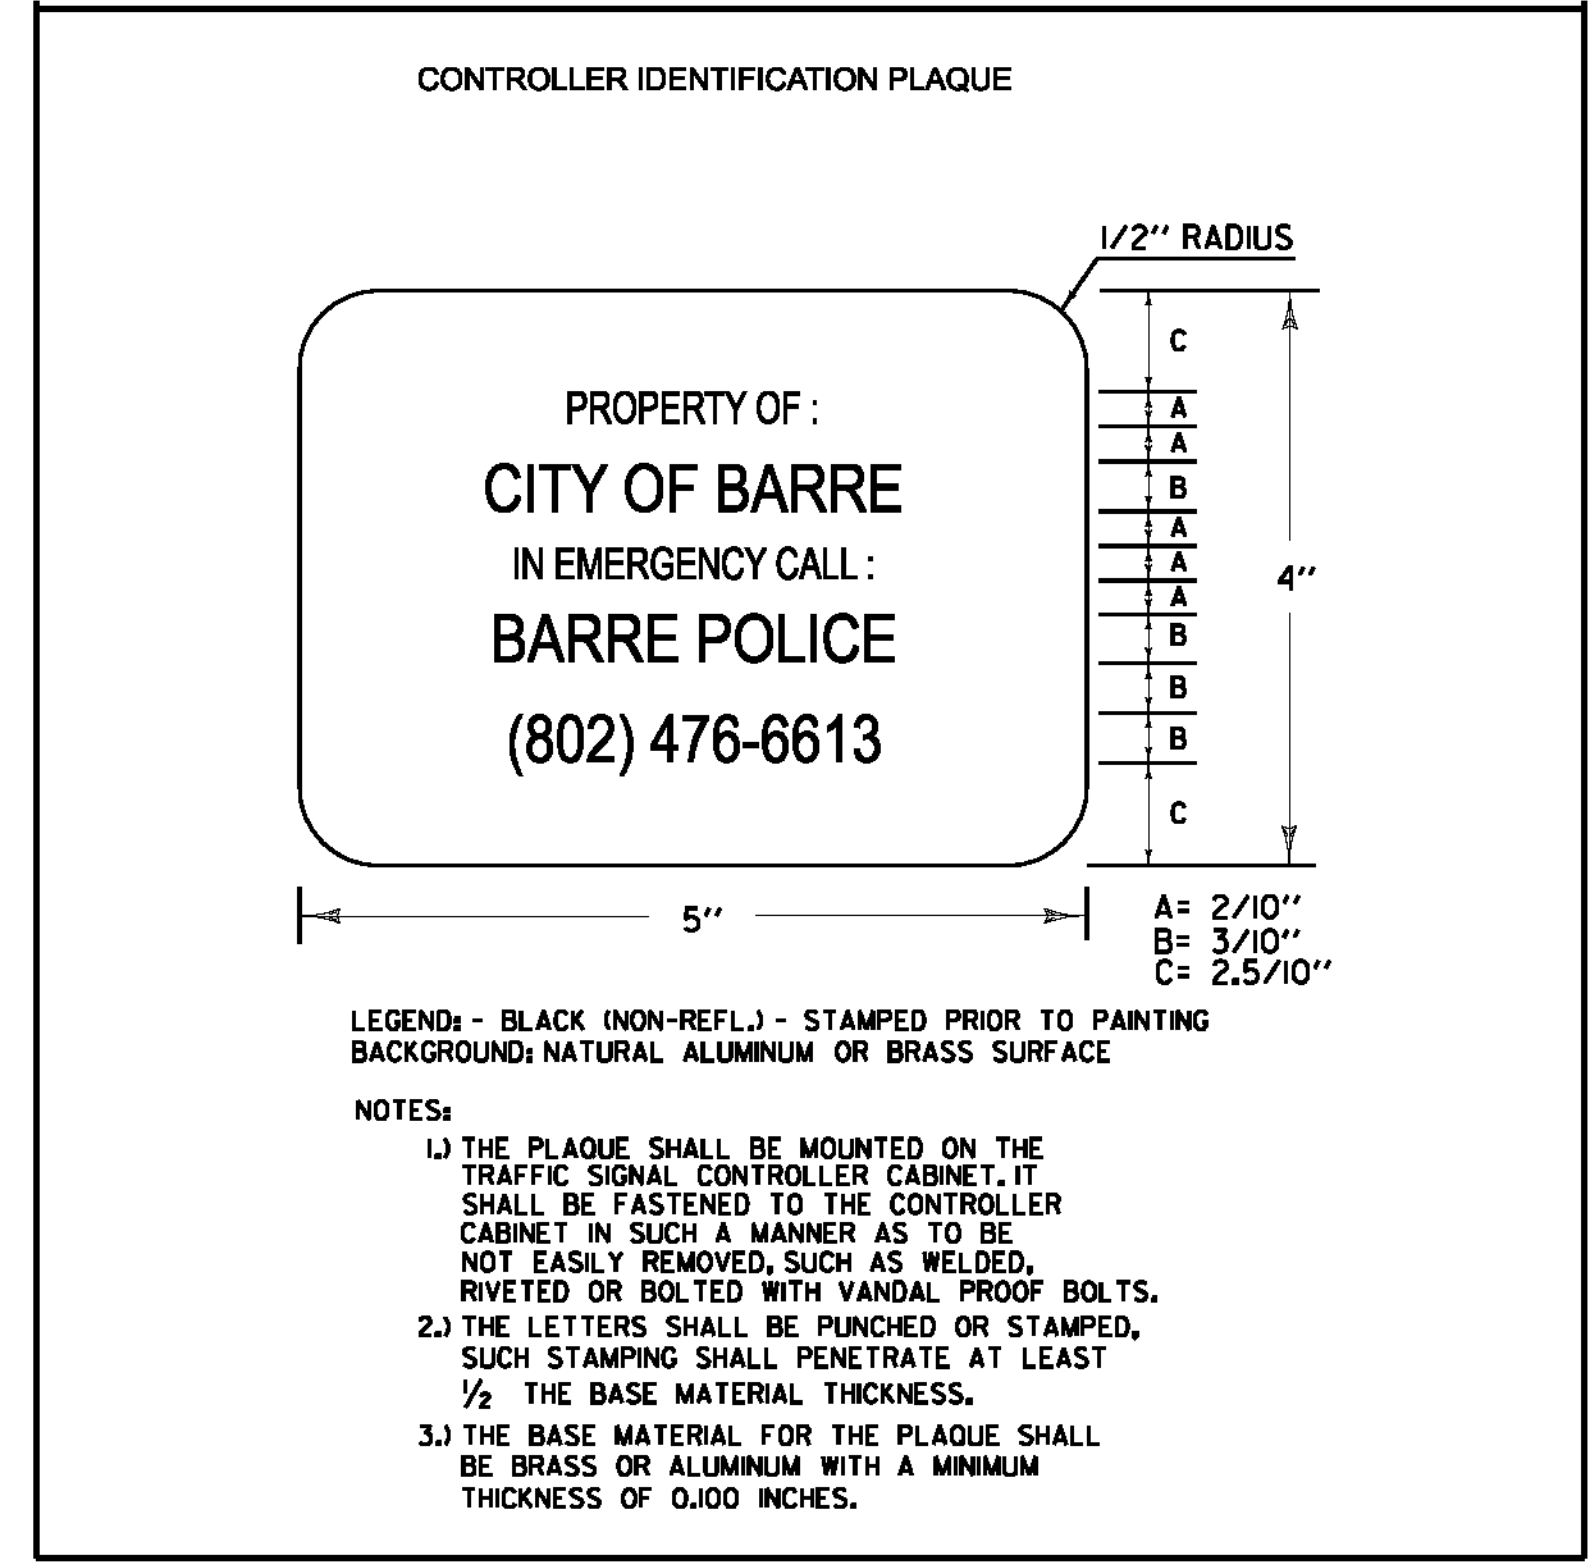 CONTROLLER IDENTIFICATION PLAQUE
1/2" RADIUS
C
PROPERTY OF :
A
A
CITY OF BARRE
B
A
IN EMERGENCY CALL :
A
4"
A
BARRE POLICE
B
B
(802) 476-6613
B
C
5"
A= 2/10"
B= 3/10"
C= 2.5/10"
LEGEND: - BLACK (NON-REFL.) - STAMPED PRIOR TO PAINTING
BACKGROUND: NATURAL ALUMINUM OR BRASS SURFACE
NOTES:
1.) THE PLAQUE SHALL BE MOUNTED ON THE
TRAFFIC SIGNAL CONTROLLER CABINET. IT
SHALL BE FASTENED TO THE CONTROLLER
CABINET IN SUCH A MANNER AS TO BE
NOT EASILY REMOVED, SUCH AS WELDED,
RIVETED OR BOLTED WITH VANDAL PROOF BOLTS.
2.) THE LETTERS SHALL BE PUNCHED OR STAMPED,
SUCH STAMPING SHALL PENETRATE AT LEAST
½ THE BASE MATERIAL THICKNESS.
3.) THE BASE MATERIAL FOR THE PLAQUE SHALL
BE BRASS OR ALUMINUM WITH A MINIMUM
THICKNESS OF 0.100 INCHES.